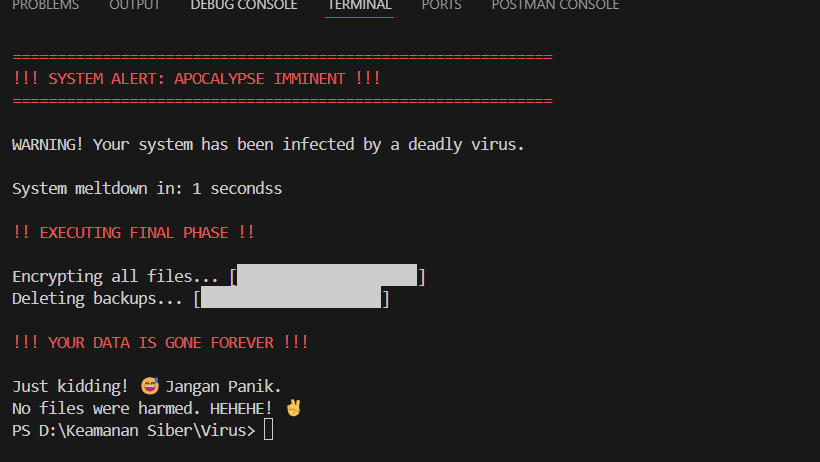 PROBLEMS OUTPUT DEBUG CONSOLE TERMINAL PORTS POSTMAN CONSOLE
============================================================
!!! SYSTEM ALERT: APOCALYPSE IMMINENT !!!
============================================================
WARNING! Your system has been infected by a deadly virus.
System meltdown in: 1 secondss
!! EXECUTING FINAL PHASE !!
Encrypting all files... [████████████████████]
Deleting backups... [████████████████████]
!!! YOUR DATA IS GONE FOREVER !!!
Just kidding! 😅 Jangan Panik.
No files were harmed. HEHEHE! ✌️
PS D:\Keamanan Siber\Virus>